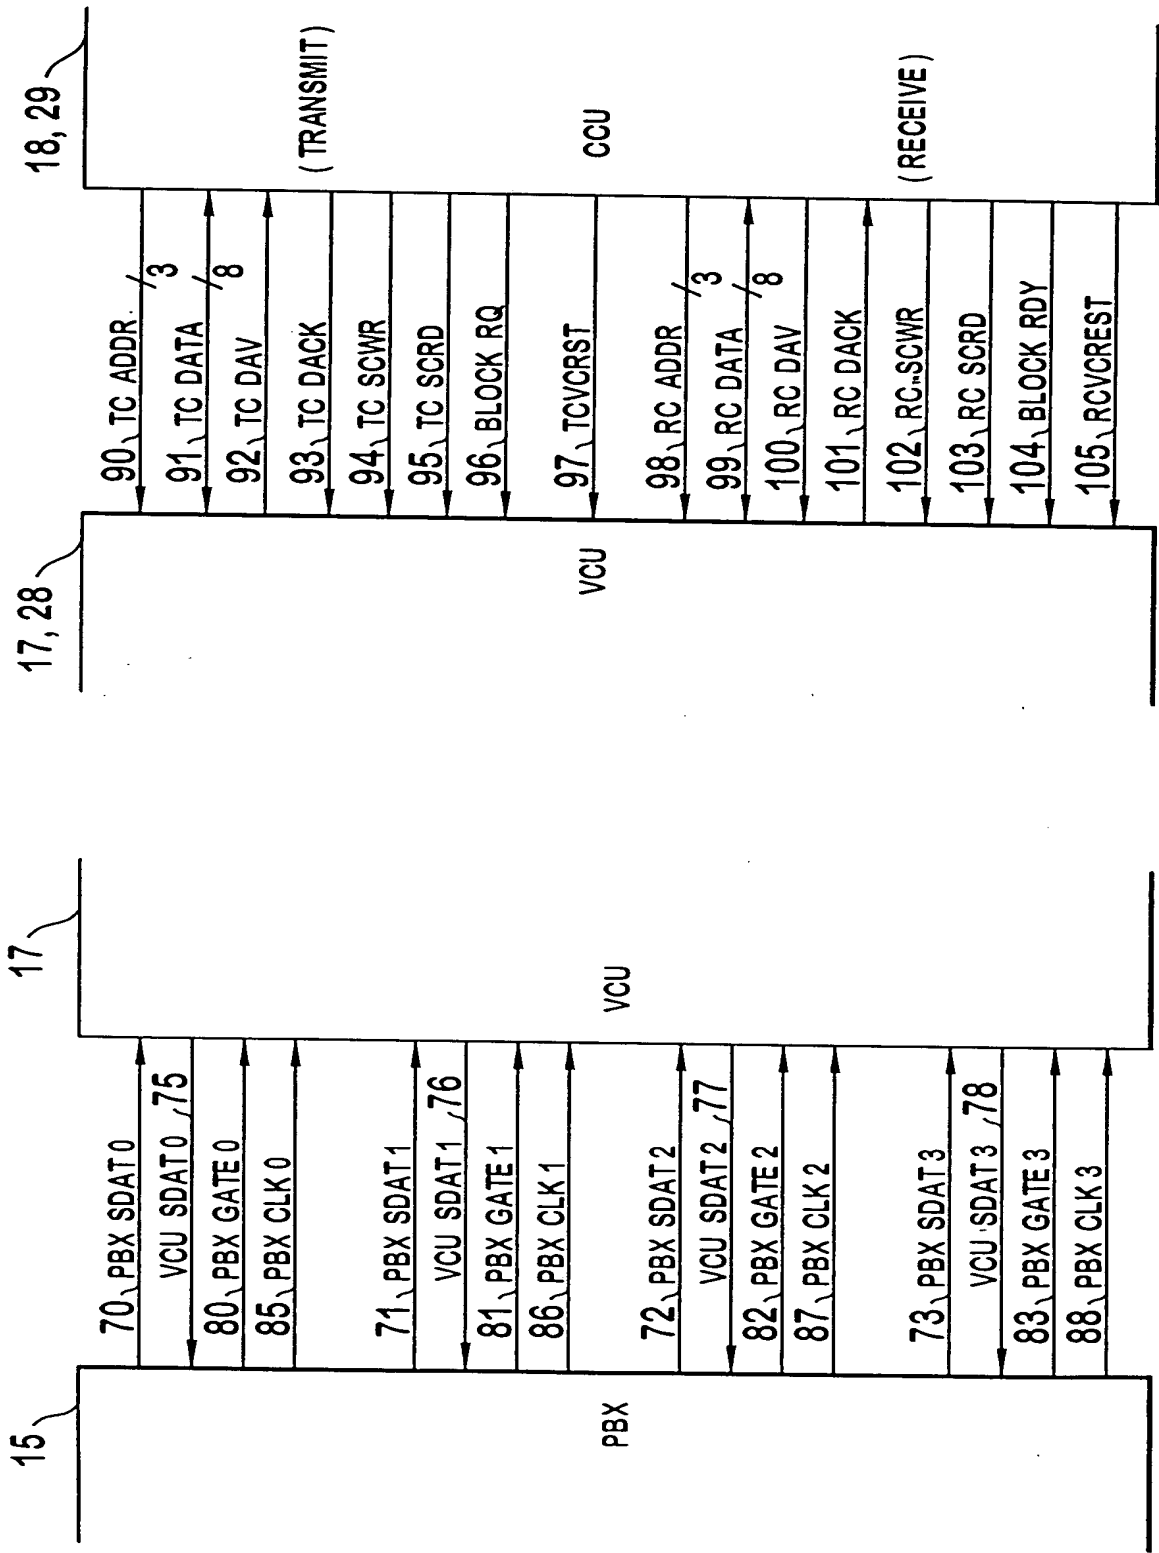 15
17
PBX
VCU
70 PBX SDAT 0
VCU SDAT 0 75
80 PBX GATE 0
85 PBX CLK 0
71 PBX SDAT 1
VCU SDAT 1 76
81 PBX GATE 1
86 PBX CLK 1
72 PBX SDAT 2
VCU SDAT 2 77
82 PBX GATE 2
87 PBX CLK 2
73 PBX SDAT 3
VCU SDAT 3 78
83 PBX GATE 3
88 PBX CLK 3
17, 28
18, 29
VCU
CCU
(TRANSMIT)
(RECEIVE)
90 TC ADDR. 3
91 TC DATA 8
92 TC DAV
93 TC DACK
94 TC SCWR
95 TC SCRD
96 BLOCK RQ
97 TCVCRST
98 RC ADDR 3
99 RC DATA 8
100 RC DAV
101 RC DACK
102 RC SCWR
103 RC SCRD
104 BLOCK RDY
105 RCVCREST